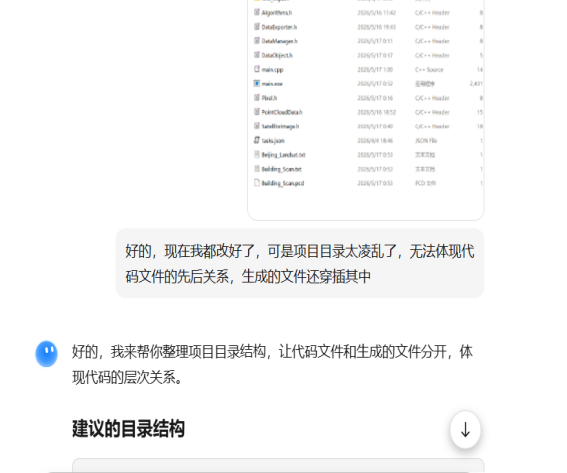 Algorithms.h 2026/5/16 11:42 C/C++ Header 8
DataExporter.h 2026/5/16 19:43 C/C++ Header 8
DataManager.h 2026/5/17 0:11 C/C++ Header 8
DataObject.h 2026/5/17 0:17 C/C++ Header 5
main.cpp 2026/5/17 1:00 C++ Source 14
main.exe 2026/5/17 0:52 应用程序 2,431
Pixel.h 2026/5/17 0:16 C/C++ Header 8
PointCloudData.h 2026/5/16 18:52 C/C++ Header 15
SatelliteImage.h 2026/5/17 0:40 C/C++ Header 18
tasks.json 2026/4/4 18:46 JSON File 1
Beijing_Landsat.txt 2026/5/17 0:53 文本文档 1
Building_Scan.txt 2026/5/17 0:53 文本文档 1
Building_Scan.pcd 2026/5/17 0:53 PCD 文件 1
好的，现在我都改好了，可是项目目录太凌乱了，无法体现代
码文件的先后关系，生成的文件还穿插其中
好的，我来帮你整理项目目录结构，让代码文件和生成的文件分开，体
现代码的层次关系。
建议的目录结构